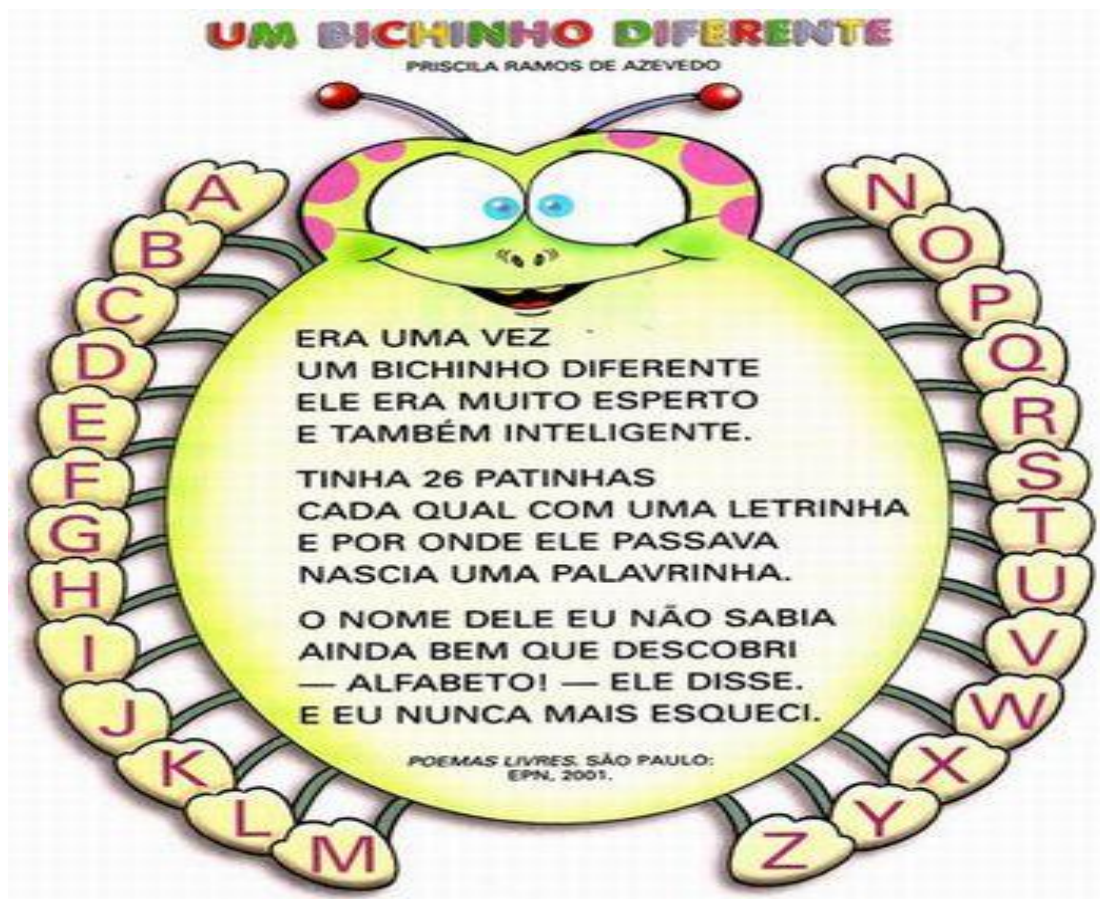 UM BICHINHO DIFERENTE
PRISCILA RAMOS DE AZEVEDO
A
B
C
D
E
F
G
H
I
J
K
L
M
ERA UMA VEZ
UM BICHINHO DIFERENTE
ELE ERA MUITO ESPERTO
E TAMBÉM INTELIGENTE.
TINHA 26 PATINHAS
CADA QUAL COM UMA LETRINHA
E POR ONDE ELE PASSAVA
NASCIA UMA PALAVRINHA.
O NOME DELE EU NÃO SABIA
AINDA BEM QUE DESCOBRI
— ALFABETO! — ELE DISSE.
E EU NUNCA MAIS ESQUECI.
POEMAS LIVRES, SÃO PAULO:
EPN, 2001.
N
O
P
Q
R
S
T
U
V
W
X
Y
Z